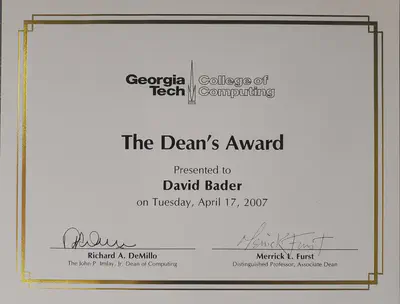 Georgia Tech College of Computing
The Dean's Award
Presented to
David Bader
on Tuesday, April 17, 2007
Richard A. DeMillo
The John P. Imlay, Jr. Dean of Computing
Merrick L. Furst
Distinguished Professor, Associate Dean